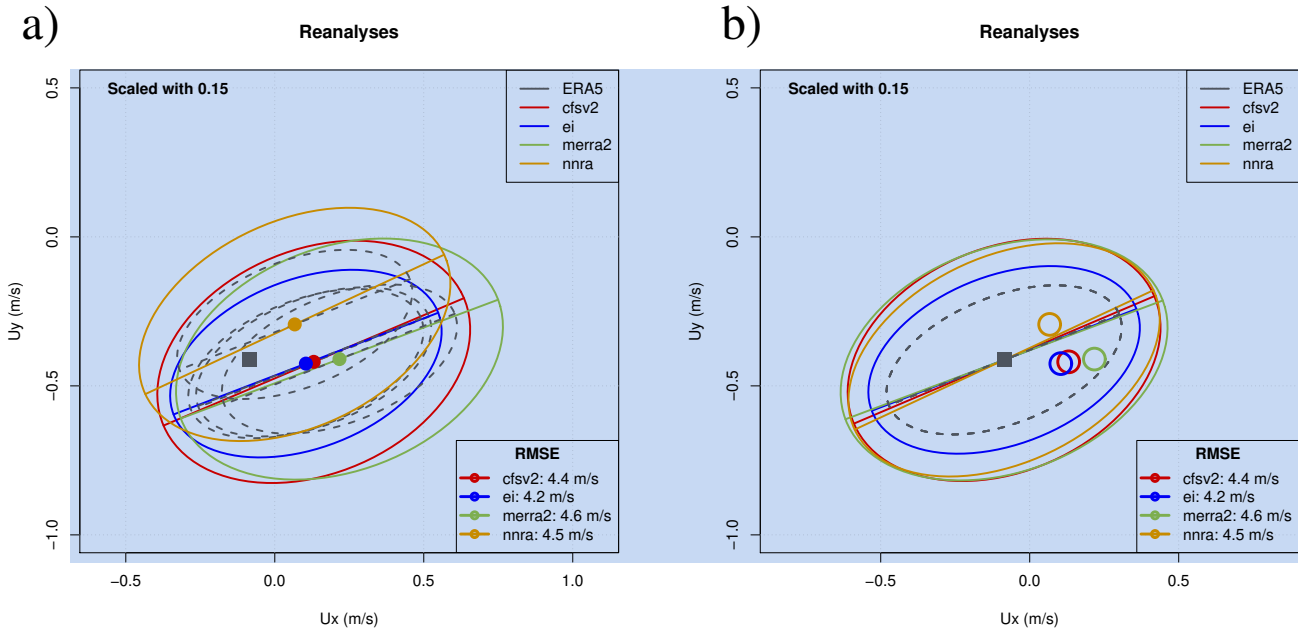 a)
Reanalyses
Scaled with 0.15
ERA5
cfsv2
ei
merra2
nnra
0.5
0.0
−0.5
−1.0
Uy (m/s)
RMSE
cfsv2: 4.4 m/s
ei: 4.2 m/s
merra2: 4.6 m/s
nnra: 4.5 m/s
−0.5
0.0
0.5
1.0
Ux (m/s)
b)
Reanalyses
Scaled with 0.15
ERA5
cfsv2
ei
merra2
nnra
0.5
0.0
−0.5
−1.0
Uy (m/s)
RMSE
cfsv2: 4.4 m/s
ei: 4.2 m/s
merra2: 4.6 m/s
nnra: 4.5 m/s
−0.5
0.0
0.5
Ux (m/s)